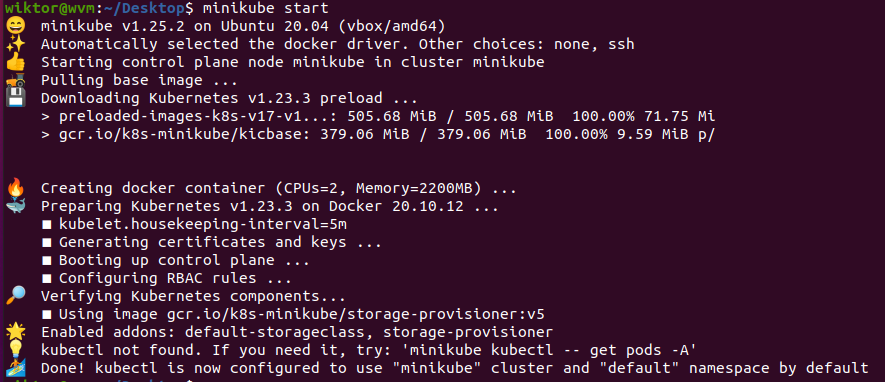 wiktor@wvm:~/Desktop$ minikube start
😄 minikube v1.25.2 on Ubuntu 20.04 (vbox/amd64)
✨ Automatically selected the docker driver. Other choices: none, ssh
👍 Starting control plane node minikube in cluster minikube
🚜 Pulling base image ...
💾 Downloading Kubernetes v1.23.3 preload ...
> preloaded-images-k8s-v17-v1...: 505.68 MiB / 505.68 MiB 100.00% 71.75 Mi
> gcr.io/k8s-minikube/kicbase: 379.06 MiB / 379.06 MiB 100.00% 9.59 MiB p/
🔥 Creating docker container (CPUs=2, Memory=2200MB) ...
🐳 Preparing Kubernetes v1.23.3 on Docker 20.10.12 ...
■ kubelet.housekeeping-interval=5m
■ Generating certificates and keys ...
■ Booting up control plane ...
■ Configuring RBAC rules ...
🔎 Verifying Kubernetes components...
■ Using image gcr.io/k8s-minikube/storage-provisioner:v5
🌟 Enabled addons: default-storageclass, storage-provisioner
💡 kubectl not found. If you need it, try: 'minikube kubectl -- get pods -A'
🏄 Done! kubectl is now configured to use "minikube" cluster and "default" namespace by default